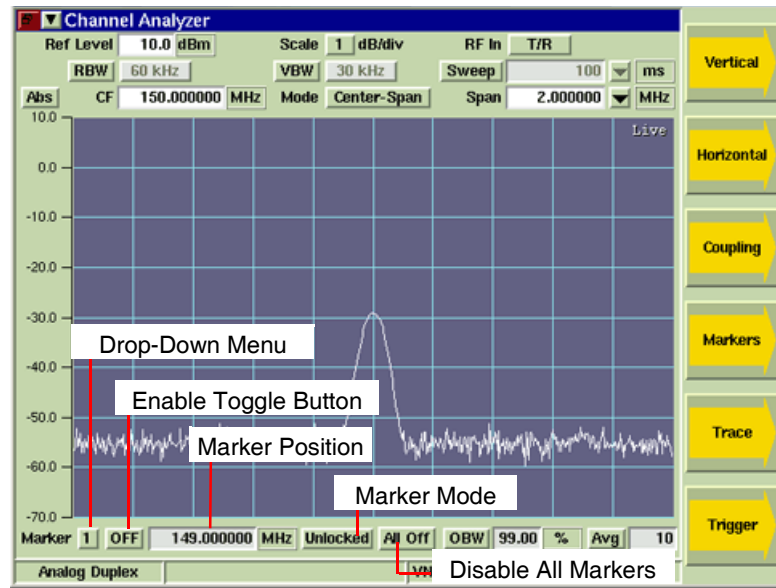 Channel Analyzer
Ref Level 10.0 dBm Scale 1 dB/div RF In T/R
RBW 60 kHz VBW 30 kHz Sweep 100 ms
Abs CF 150.000000 MHz Mode Center-Span Span 2.000000 MHz
10.0
Live
0.0
-10.0
-20.0
-30.0
-40.0
-50.0
-60.0
-70.0
Drop-Down Menu
Enable Toggle Button
Marker Position
Marker Mode
Marker 1 OFF 149.000000 MHz Unlocked All Off OBW 99.00 % Avg 10
Analog Duplex
Disable All Markers
Vertical
Horizontal
Coupling
Markers
Trace
Trigger